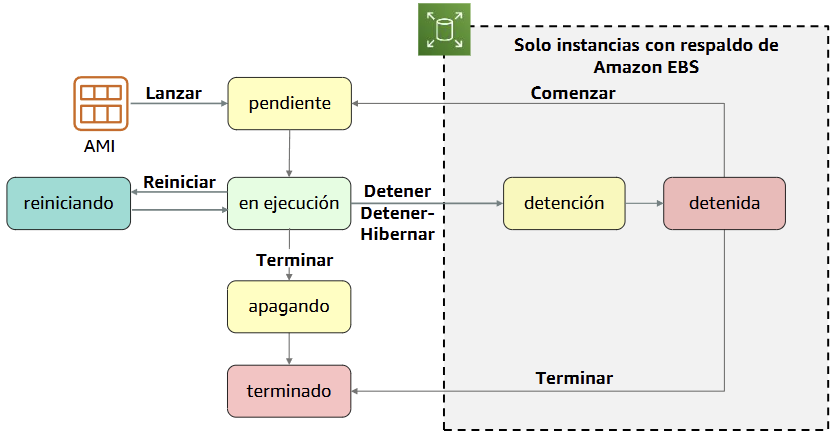 Solo instancias con respaldo de
Amazon EBS
Lanzar
pendiente
Comenzar
AMI
Reiniciar
reiniciando
en ejecución
Detener
Detener-
Hibernar
detención
detenida
Terminar
apagando
terminado
Terminar